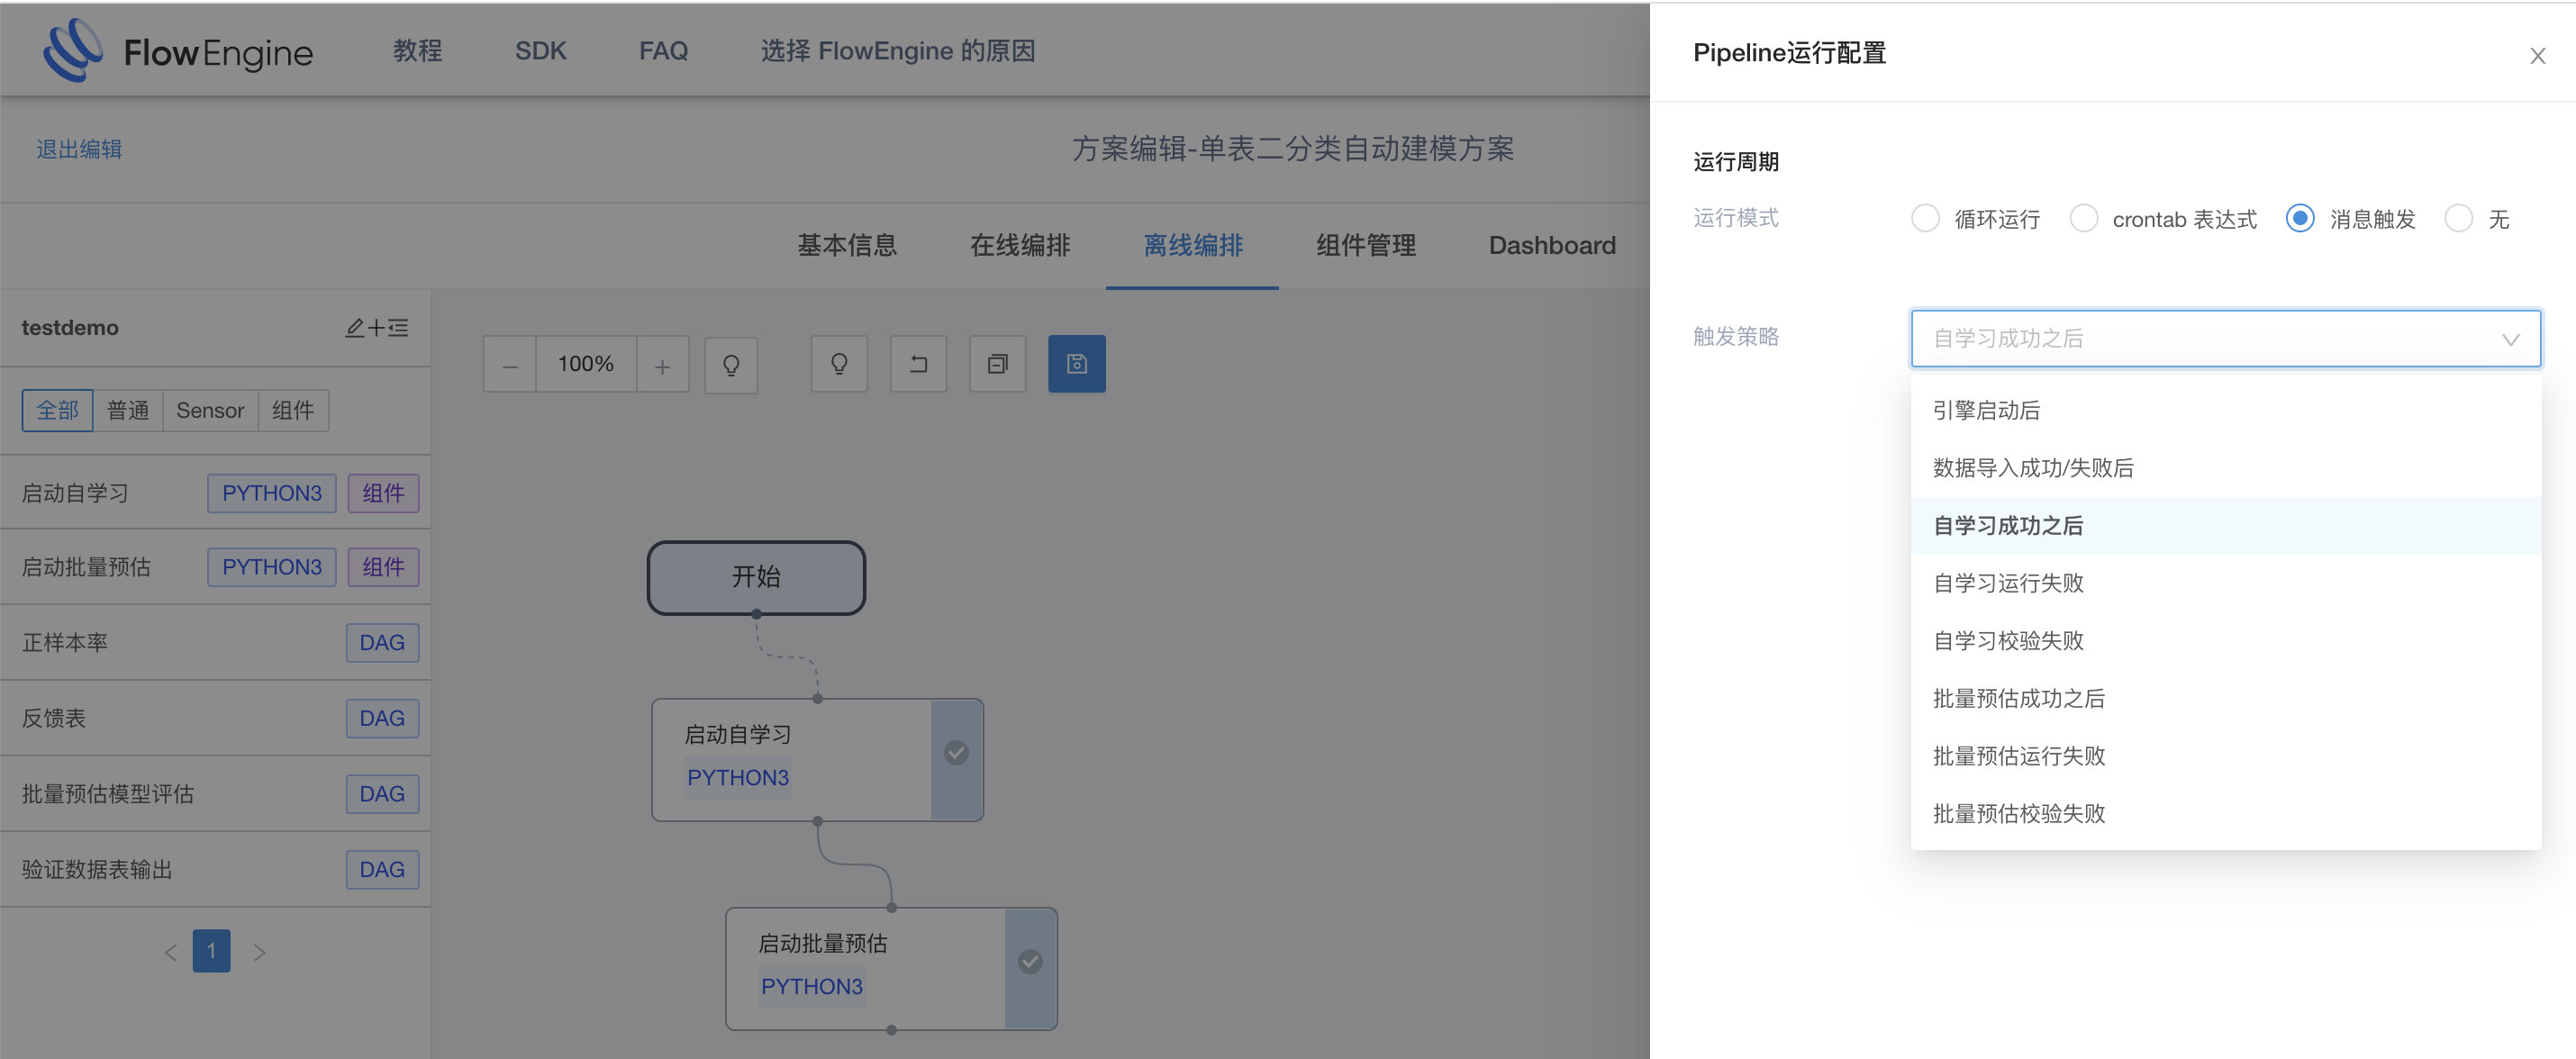 FlowEngine 教程 SDK FAQ 选择 FlowEngine 的原因
退出编辑 方案编辑-单表二分类自动建模方案
基本信息 在线编排 离线编排 组件管理 Dashboard
testdemo
100%
全部 普通 Sensor 组件
启动自学习 PYTHON3 组件
启动批量预估 PYTHON3 组件
正样本率 DAG
反馈表 DAG
批量预估模型评估 DAG
验证数据表输出 DAG
1
开始
启动自学习
PYTHON3
启动批量预估
PYTHON3
Pipeline运行配置
运行周期
运行模式 循环运行 crontab 表达式 消息触发 无
触发策略 自学习成功之后
引擎启动后
数据导入成功/失败后
自学习成功之后
自学习运行失败
自学习校验失败
批量预估成功之后
批量预估运行失败
批量预估校验失败